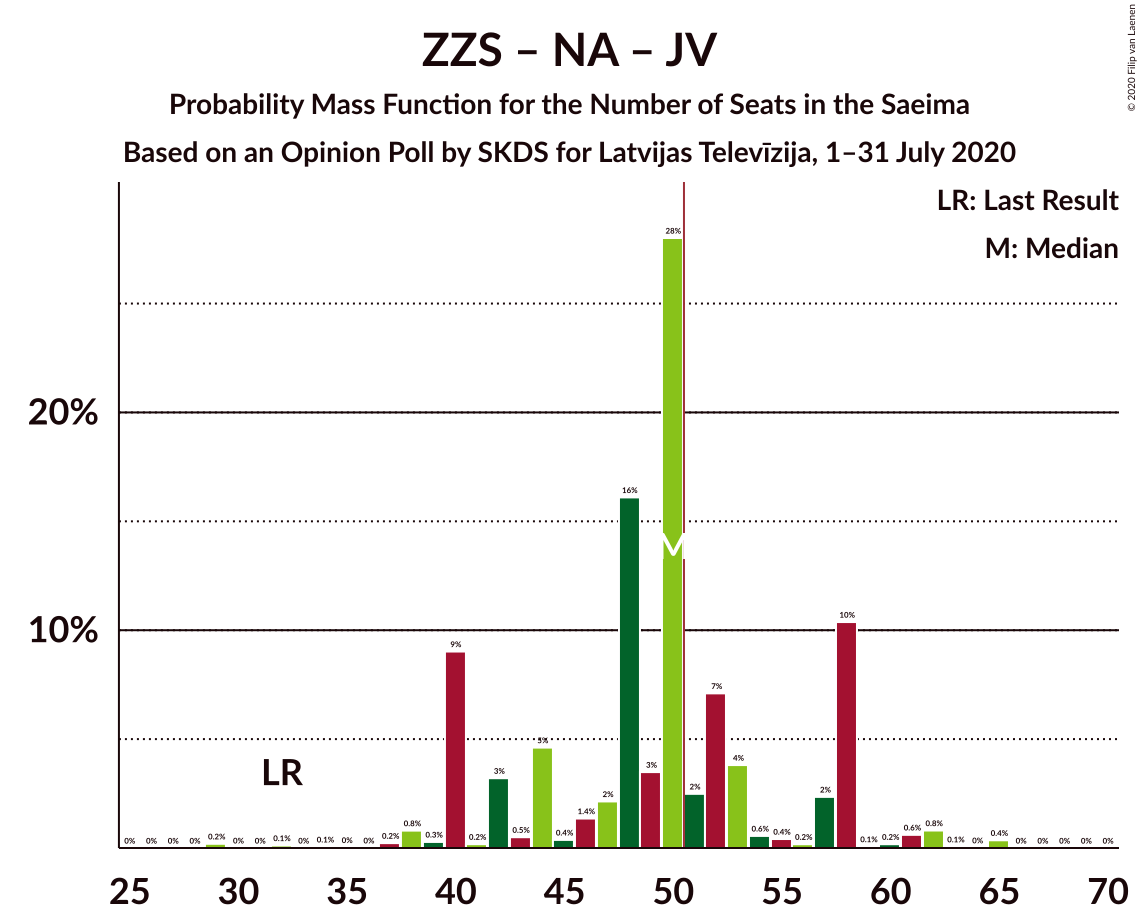 ZZS – NA – JV
Probability Mass Function for the Number of Seats in the Saeima
Based on an Opinion Poll by SKDS for Latvijas Televīzija, 1–31 July 2020
© 2020 Filip van Laenen
LR: Last Result
M: Median
20%
10%
LR
M
0% 0% 0% 0% 0.2% 0% 0% 0.1% 0% 0.1% 0% 0% 0.2% 0.8% 0.3% 9% 0.2% 3% 0.5% 5% 0.4% 1.4% 2% 16% 3% 28% 2% 7% 4% 0.6% 0.4% 0.2% 2% 10% 0.1% 0.2% 0.6% 0.8% 0.1% 0% 0.4% 0% 0% 0% 0% 0%
25 30 35 40 45 50 55 60 65 70